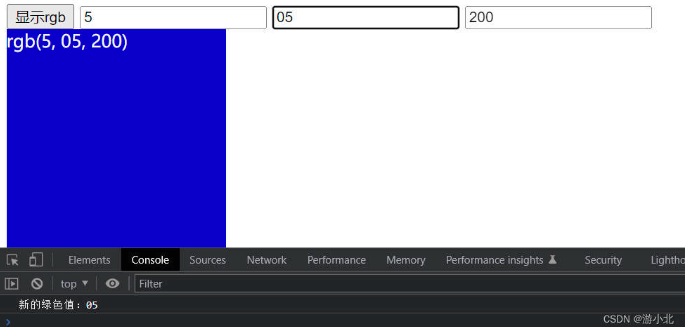 显示rgb 5 05 200
rgb(5, 05, 200)
Elements Console Sources Network Performance Memory Performance insights Security Lightho
top Filter
新的绿色值：05
CSDN @游小北